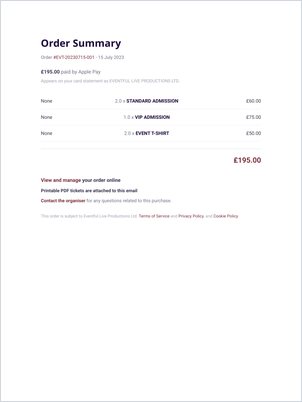 Order Summary
Order #EVT-20230715-001 · 15 July 2023
£195.00 paid by Apple Pay
Appears on your card statement as EVENTFUL LIVE PRODUCTIONS LTD.
None 2.0 x STANDARD ADMISSION £60.00
None 1.0 x VIP ADMISSION £75.00
None 2.0 x EVENT T-SHIRT £50.00
£195.00
View and manage your order online
Printable PDF tickets are attached to this email
Contact the organiser for any questions related to this purchase
This order is subject to Eventful Live Productions Ltd. Terms of Service and Privacy Policy, and Cookie Policy